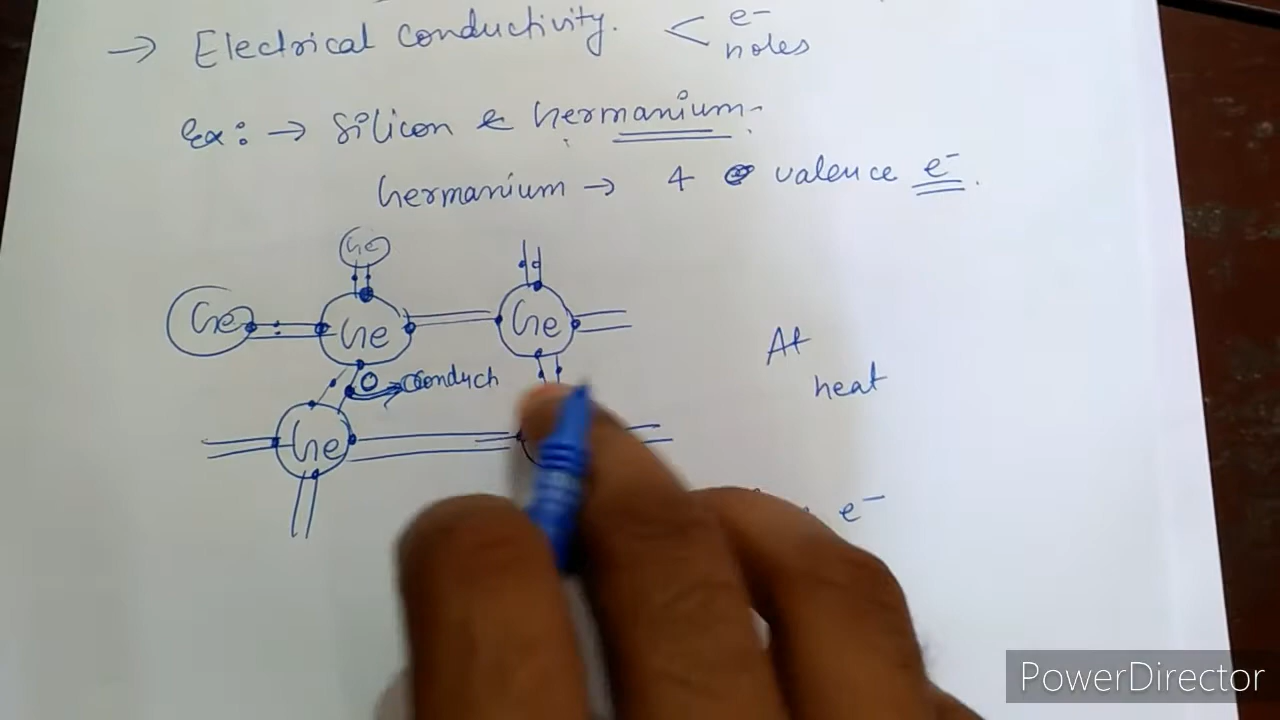 → Electrical conductivity. < e-
holes
Ex: → Silicon & Germanium.
Germanium → 4 valence e-.
Ge
Ge Ge Ge
At
heat
Conduct
Ge
e-
PowerDirector